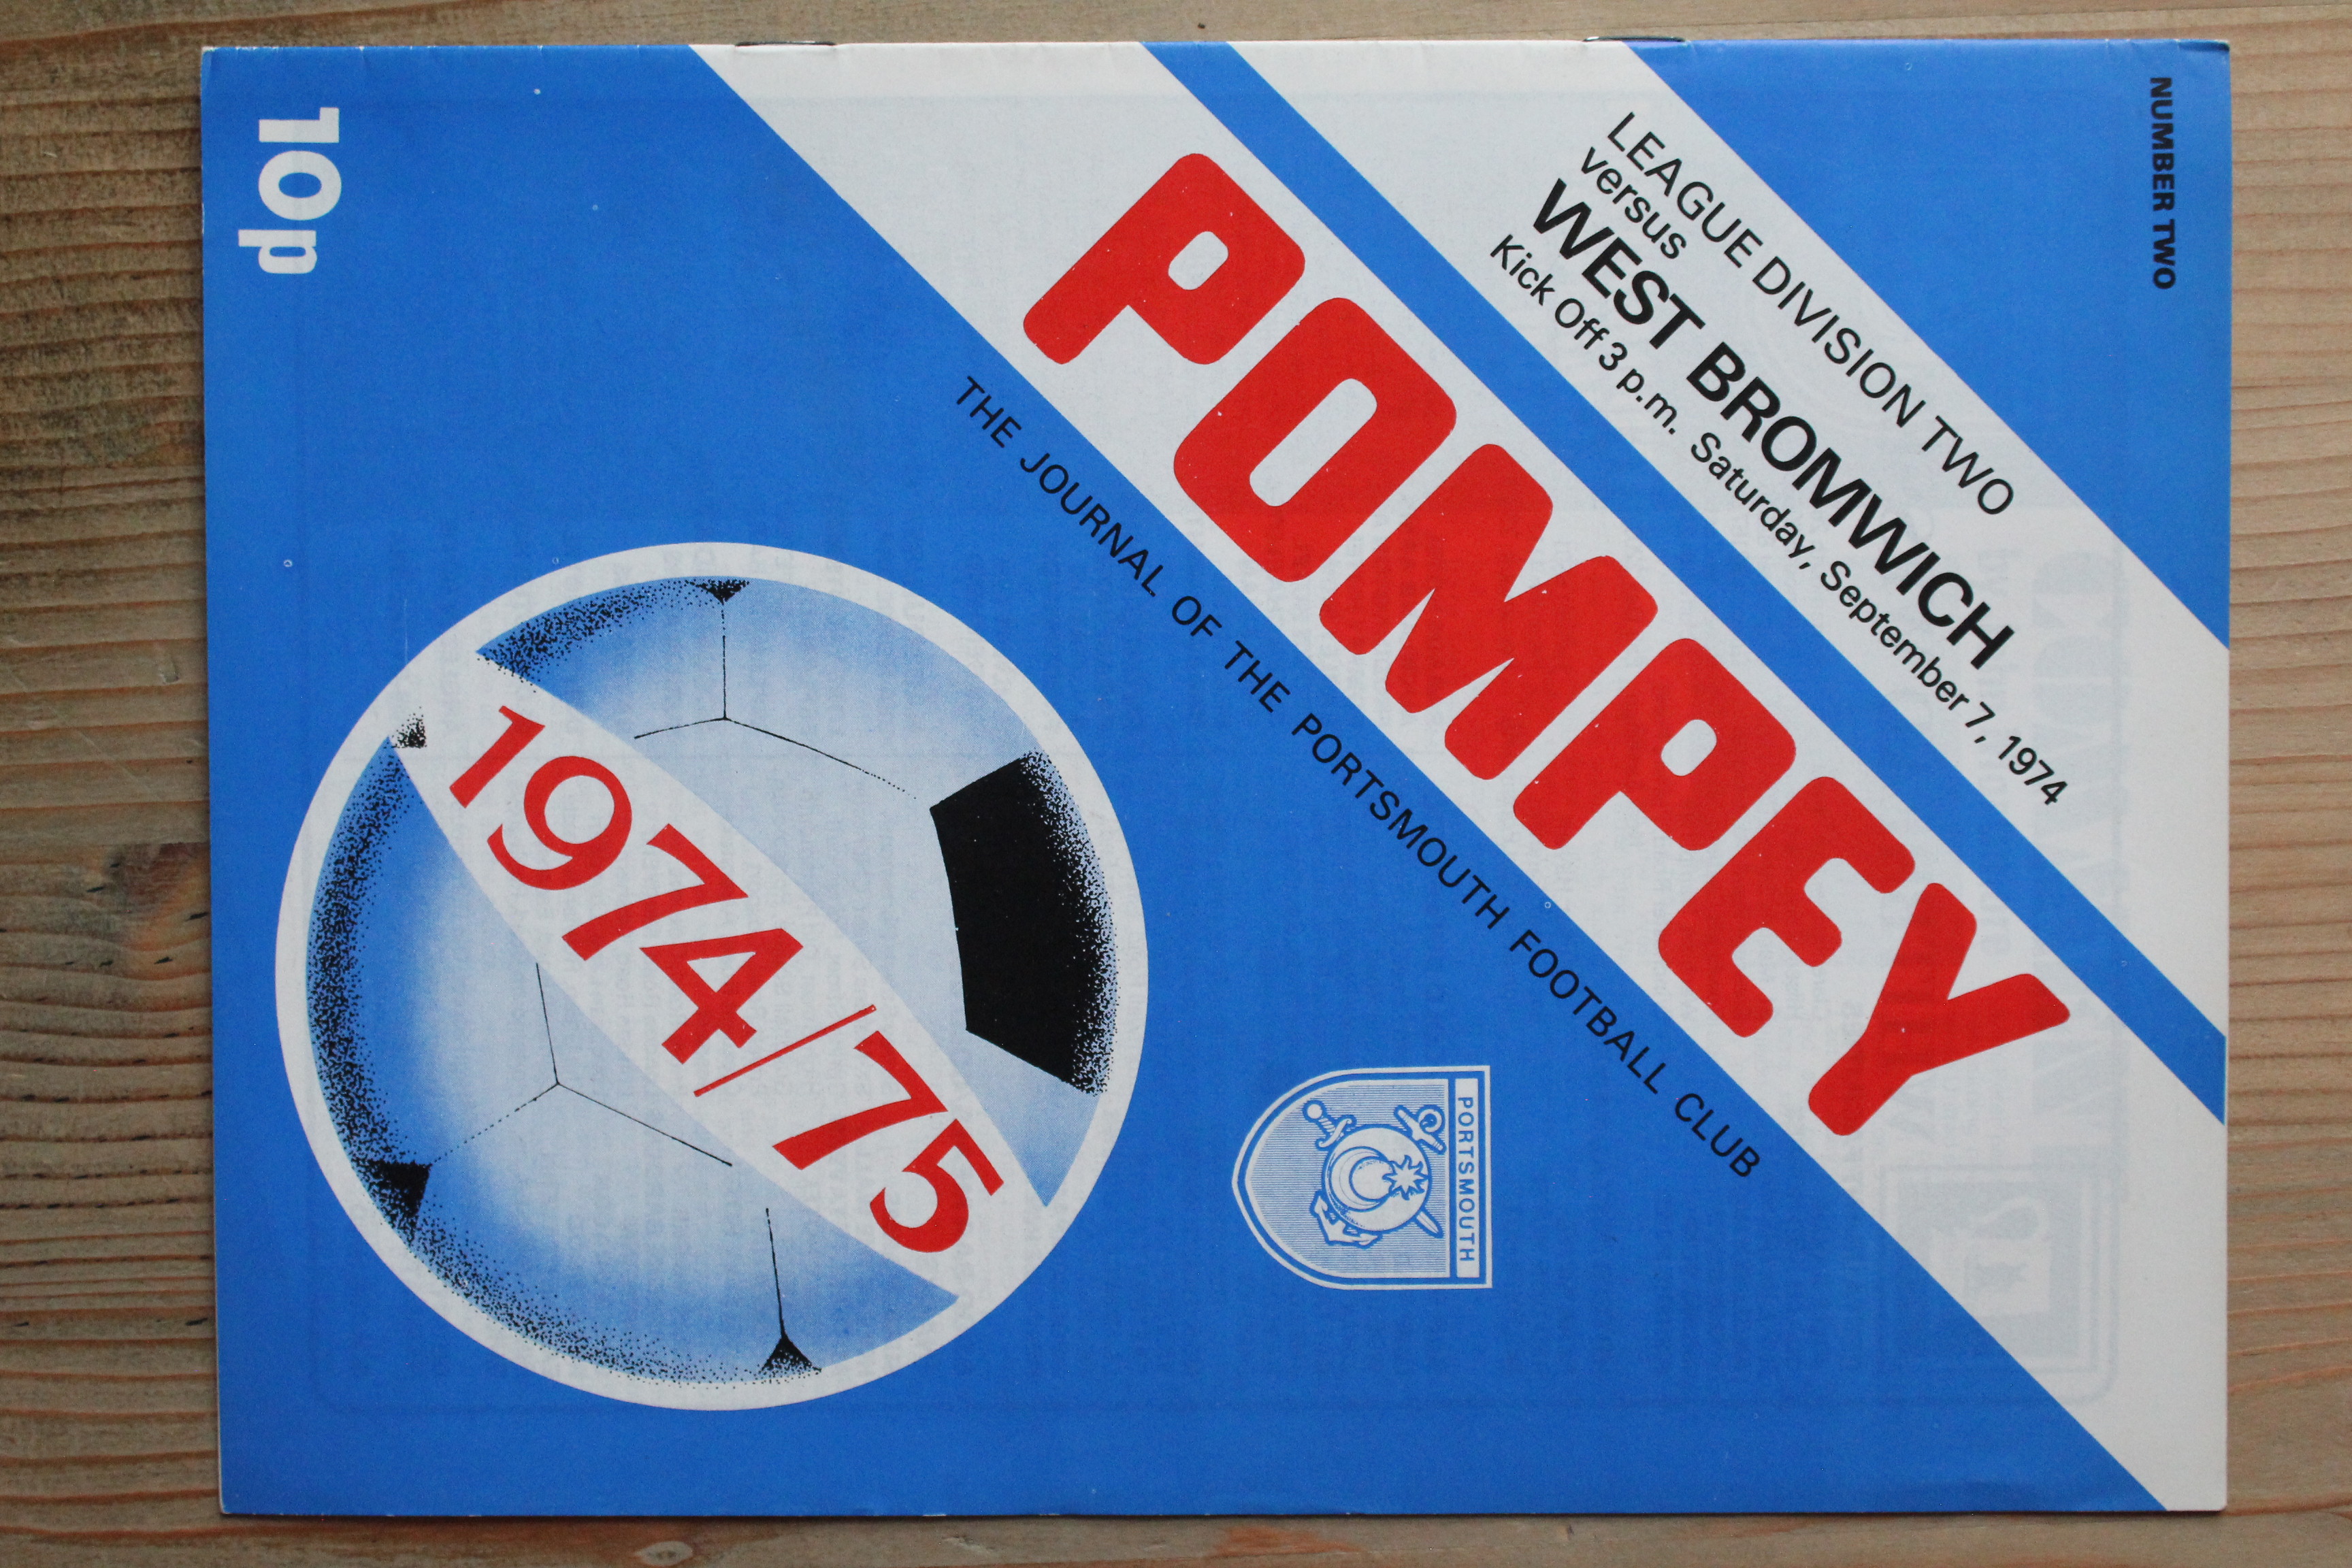 NUMBER TWO
LEAGUE DIVISION TWO
versus
WEST BROMWICH
Kick Off 3 p.m. Saturday, September 7, 1974
POMPEY
THE JOURNAL OF THE PORTSMOUTH FOOTBALL CLUB
PORTSMOUTH
1974/75
10p